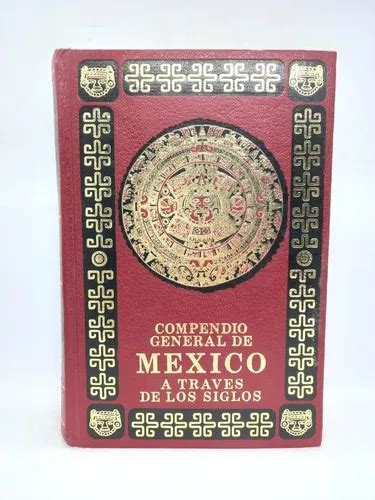 COMPENDIO
GENERAL DE
MEXICO
A TRAVES
DE LOS SIGLOS